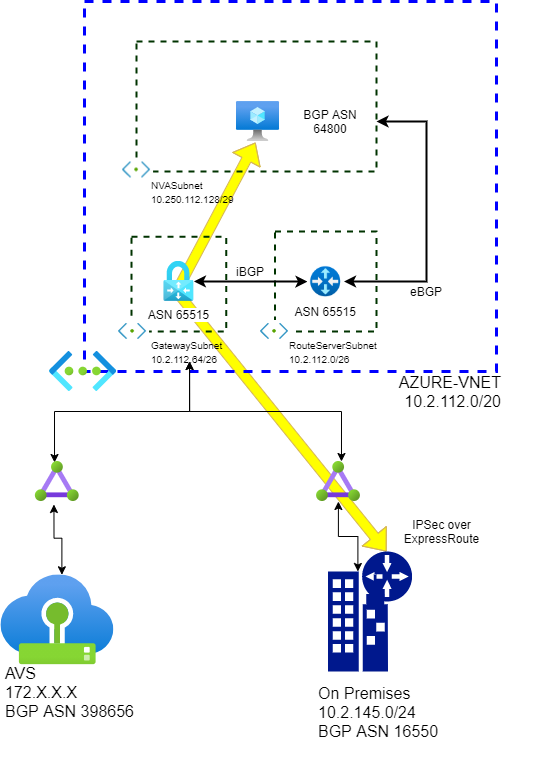 BGP ASN
64800
NVASubnet
10.250.112.128/29
iBGP
eBGP
ASN 65515
ASN 65515
GatewaySubnet
10.2.112.64/26
RouteServerSubnet
10.2.112.0/26
AZURE-VNET
10.2.112.0/20
IPSec over
ExpressRoute
AVS
172.X.X.X
BGP ASN 398656
On Premises
10.2.145.0/24
BGP ASN 16550